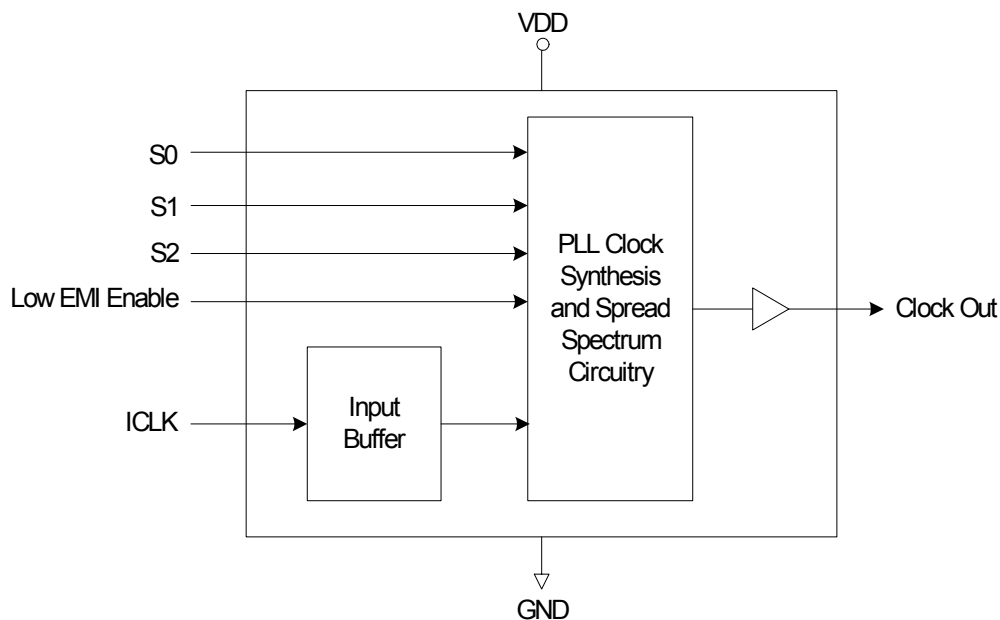 VDD
S0
S1
S2
Low EMI Enable
ICLK
Input
Buffer
PLL Clock
Synthesis
and Spread
Spectrum
Circuitry
Clock Out
GND